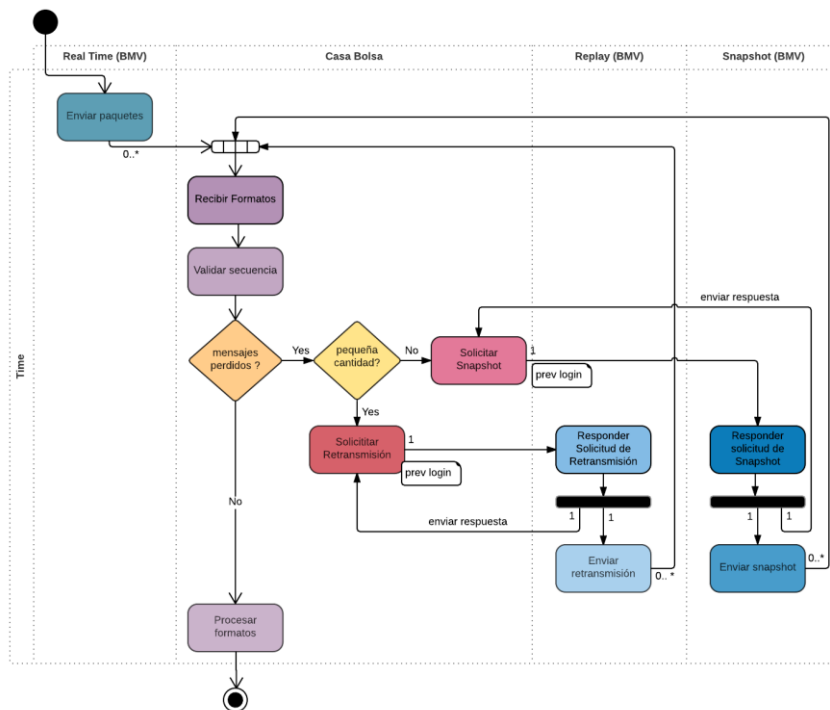 Real Time (BMV)
Casa Bolsa
Replay (BMV)
Snapshot (BMV)
Time
Enviar paquetes
0..*
Recibir Formatos
Validar secuencia
enviar respuesta
mensajes
perdidos ?
Yes
pequeña
cantidad?
No
Solicitar
Snapshot
1
prev login
Yes
Solicititar
Retransmisión
1
prev login
Responder
Solicitud de
Retransmisión
Responder
solicitud de
Snapshot
No
enviar respuesta
1
1
1
1
Enviar
retransmisión
0.. *
Enviar snapshot
0..*
Procesar
formatos